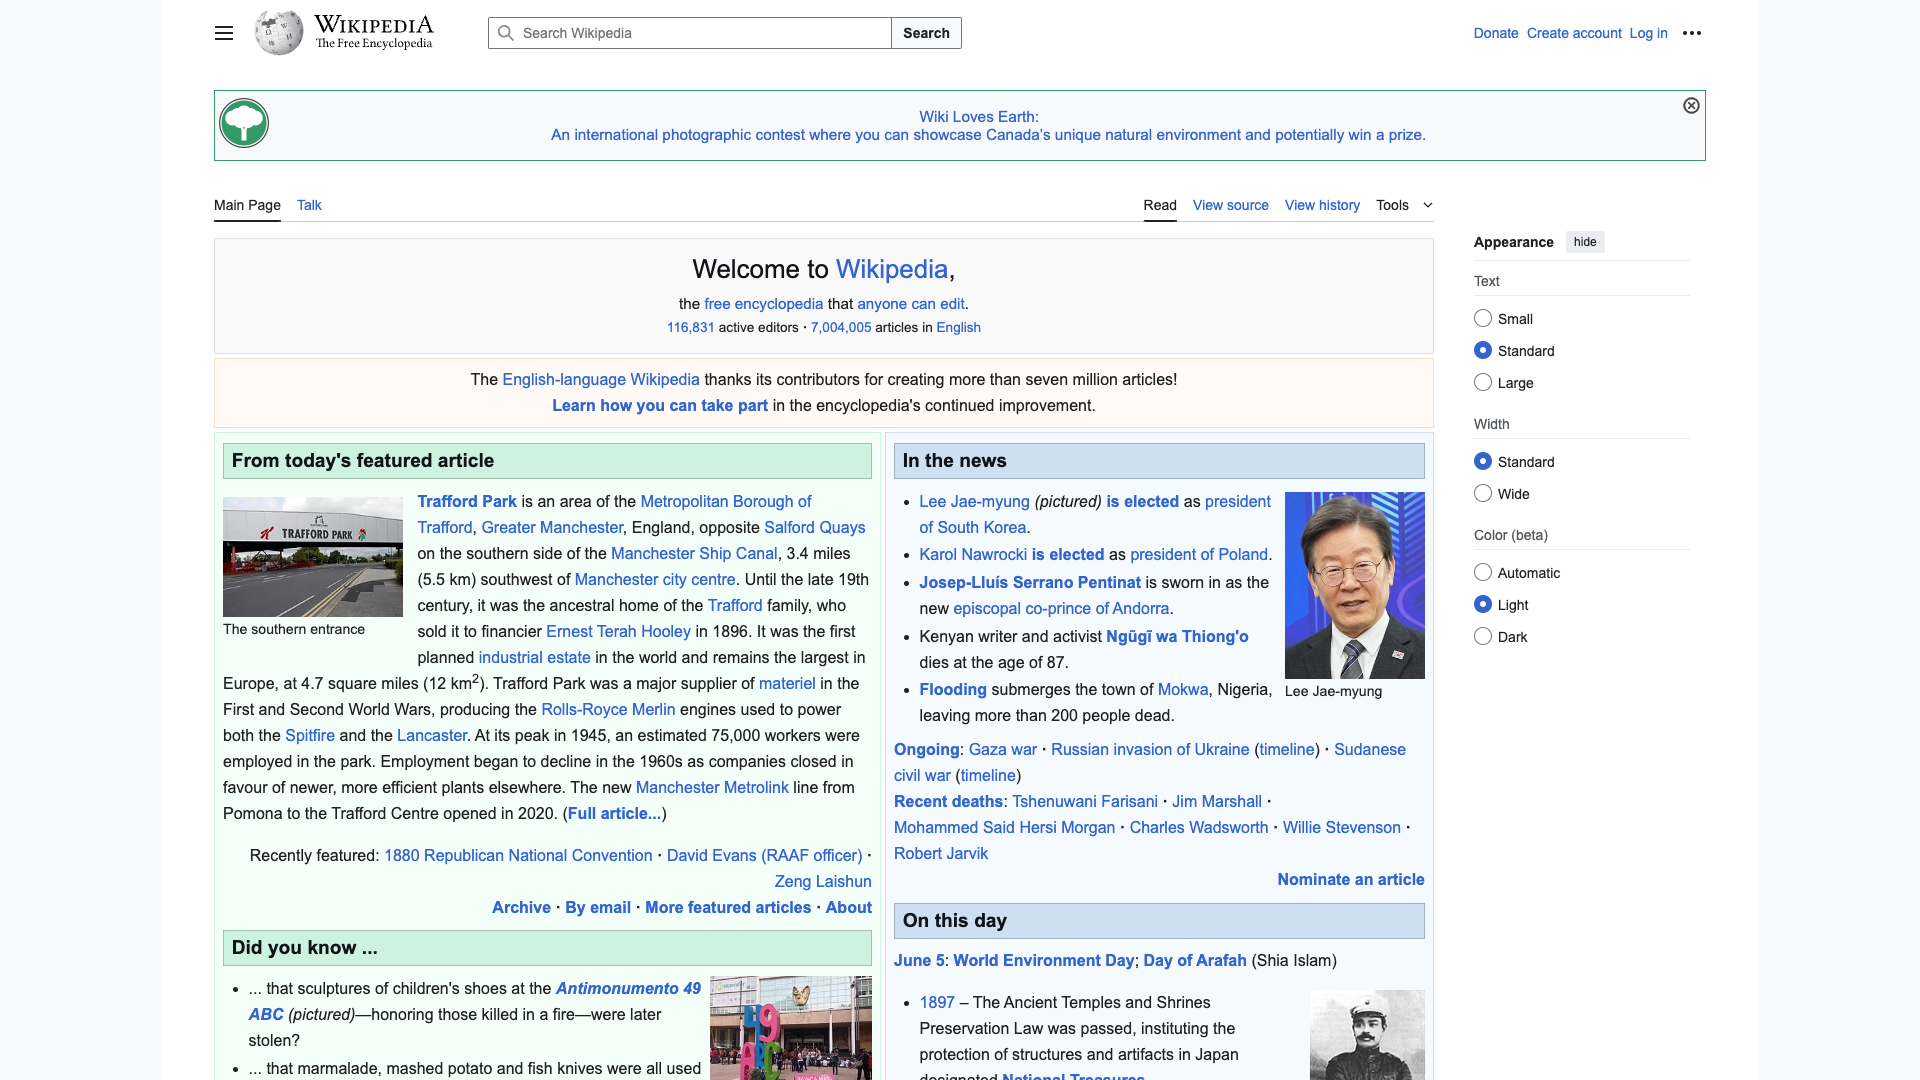 WIKIPEDIA
The Free Encyclopedia
Search Wikipedia
Search
Donate Create account Log in
Wiki Loves Earth:
An international photographic contest where you can showcase Canada's unique natural environment and potentially win a prize.
Main Page Talk
Read View source View history Tools
Welcome to Wikipedia,
the free encyclopedia that anyone can edit.
116,831 active editors · 7,004,005 articles in English
The English-language Wikipedia thanks its contributors for creating more than seven million articles!
Learn how you can take part in the encyclopedia's continued improvement.
From today's featured article
TRAFFORD PARK
The southern entrance
Trafford Park is an area of the Metropolitan Borough of
Trafford, Greater Manchester, England, opposite Salford Quays
on the southern side of the Manchester Ship Canal, 3.4 miles
(5.5 km) southwest of Manchester city centre. Until the late 19th
century, it was the ancestral home of the Trafford family, who
sold it to financier Ernest Terah Hooley in 1896. It was the first
planned industrial estate in the world and remains the largest in
Europe, at 4.7 square miles (12 km²). Trafford Park was a major supplier of materiel in the
First and Second World Wars, producing the Rolls-Royce Merlin engines used to power
both the Spitfire and the Lancaster. At its peak in 1945, an estimated 75,000 workers were
employed in the park. Employment began to decline in the 1960s as companies closed in
favour of newer, more efficient plants elsewhere. The new Manchester Metrolink line from
Pomona to the Trafford Centre opened in 2020. (Full article...)
Recently featured: 1880 Republican National Convention · David Evans (RAAF officer) ·
Zeng Laishun
Archive · By email · More featured articles · About
Did you know ...
... that sculptures of children's shoes at the Antimonumento 49
ABC (pictured)—honoring those killed in a fire—were later
stolen?
... that marmalade, mashed potato and fish knives were all used
49
ABC
In the news
Lee Jae-myung (pictured) is elected as president
of South Korea.
Karol Nawrocki is elected as president of Poland.
Josep-Lluís Serrano Pentinat is sworn in as the
new episcopal co-prince of Andorra.
Kenyan writer and activist Ngũgĩ wa Thiong'o
dies at the age of 87.
Flooding submerges the town of Mokwa, Nigeria,
leaving more than 200 people dead.
Lee Jae-myung
Ongoing: Gaza war · Russian invasion of Ukraine (timeline) · Sudanese
civil war (timeline)
Recent deaths: Tshenuwani Farisani · Jim Marshall ·
Mohammed Said Hersi Morgan · Charles Wadsworth · Willie Stevenson ·
Robert Jarvik
Nominate an article
On this day
June 5: World Environment Day; Day of Arafah (Shia Islam)
1897 – The Ancient Temples and Shrines
Preservation Law was passed, instituting the
protection of structures and artifacts in Japan
designated National Treasures.
Appearance hide
Text
Small
Standard
Large
Width
Standard
Wide
Color (beta)
Automatic
Light
Dark